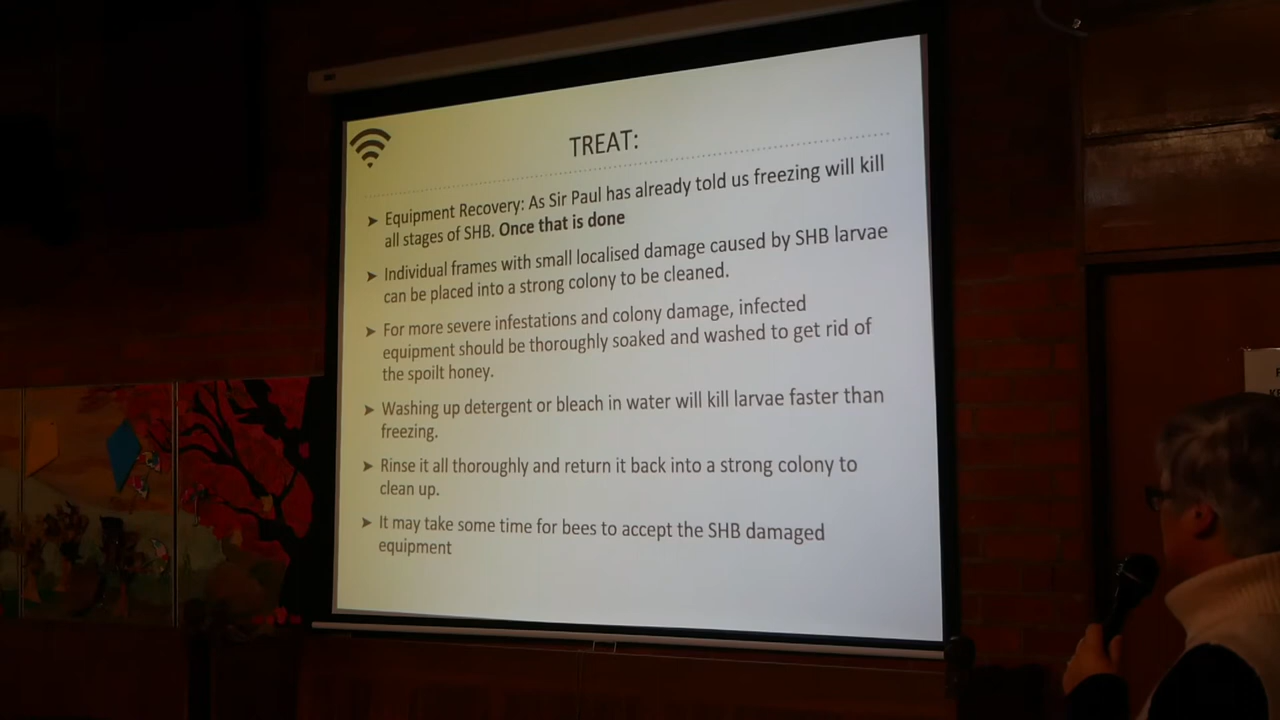 TREAT:
➤ Equipment Recovery: As Sir Paul has already told us freezing will kill
all stages of SHB. Once that is done
➤ Individual frames with small localised damage caused by SHB larvae
can be placed into a strong colony to be cleaned.
➤ For more severe infestations and colony damage, infected
equipment should be thoroughly soaked and washed to get rid of
the spoilt honey.
➤ Washing up detergent or bleach in water will kill larvae faster than
freezing.
➤ Rinse it all thoroughly and return it back into a strong colony to
clean up.
➤ It may take some time for bees to accept the SHB damaged
equipment